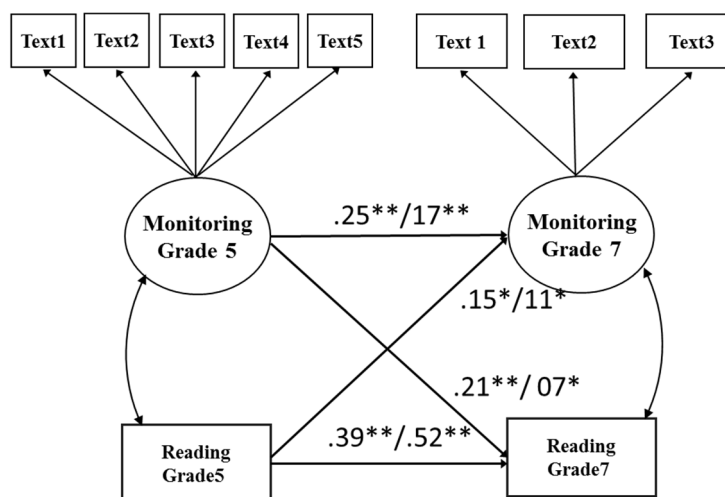 Text1 Text2 Text3 Text4 Text5 Text 1 Text2 Text3
Monitoring
Grade 5
.25**/17**
Monitoring
Grade 7
.15*/11*
.21**/ 07*
.39**/.52**
Reading
Grade5
Reading
Grade7